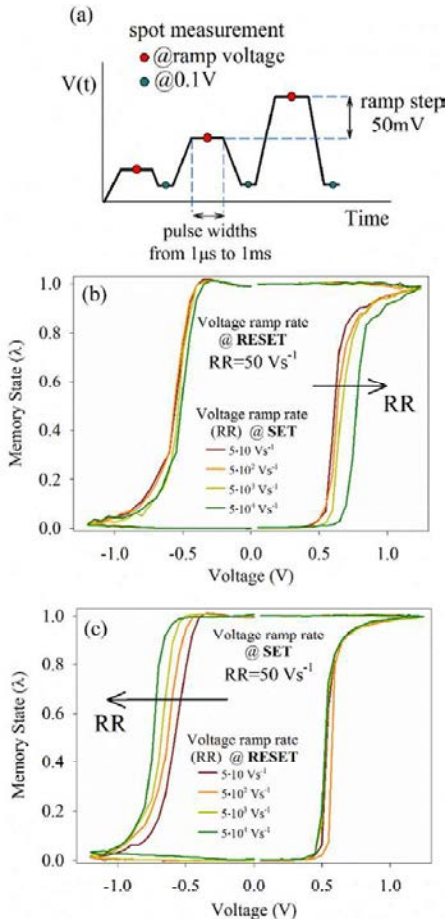 (a)
spot measurement
@ramp voltage
@0.1V
V(t)
ramp step
50mV
Time
pulse widths
from 1μs to 1ms
(b)
1.0
0.8
0.6
0.4
0.2
0.0
Memory State (λ)
Voltage ramp rate
@ RESET
RR=50 Vs⁻¹
RR
Voltage ramp rate
(RR) @ SET
5·10 Vs⁻¹
5·10² Vs⁻¹
5·10³ Vs⁻¹
5·10⁴ Vs⁻¹
-1.0 -0.5 0.0 0.5 1.0
Voltage (V)
(c)
1.0
0.8
0.6
0.4
0.2
0.0
Memory State (λ)
Voltage ramp rate
@ SET
RR=50 Vs⁻¹
RR
Voltage ramp rate
(RR) @ RESET
5·10 Vs⁻¹
5·10² Vs⁻¹
5·10³ Vs⁻¹
5·10⁴ Vs⁻¹
-1.0 -0.5 0.0 0.5 1.0
Voltage (V)